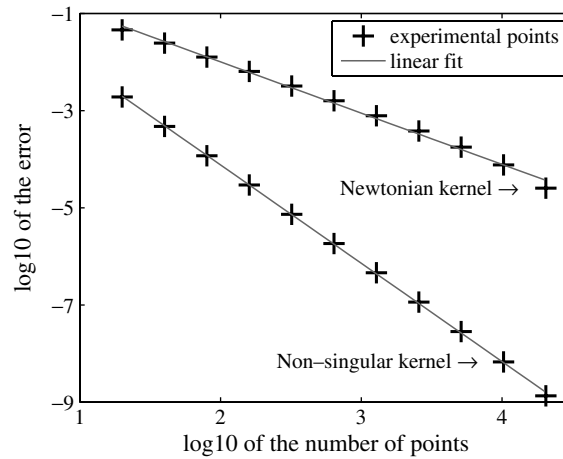 −1
−3
−5
−7
−9
log10 of the error
experimental points
linear fit
Newtonian kernel →
Non–singular kernel →
1
2
3
4
log10 of the number of points